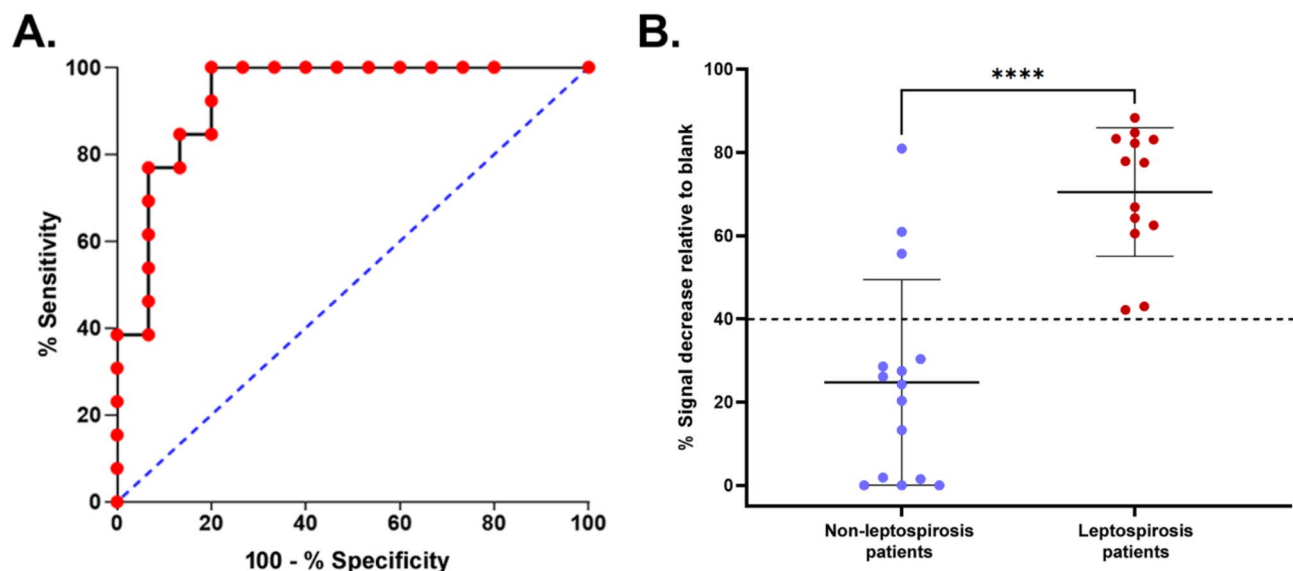 A.
100
80
60
40
20
0
% Sensitivity
0 20 40 60 80 100
100 - % Specificity
B.
****
100
80
60
40
20
0
% Signal decrease relative to blank
Non-leptospirosis
patients
Leptospirosis
patients